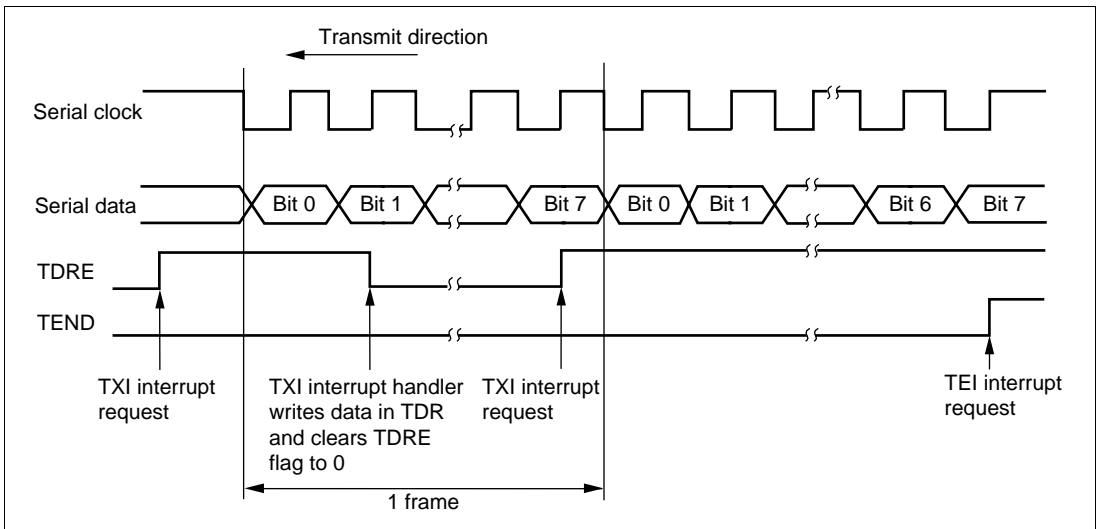 Transmit direction
Serial clock
Serial data
Bit 0
Bit 1
Bit 7
Bit 0
Bit 1
Bit 6
Bit 7
TDRE
TEND
TXI interrupt
request
TXI interrupt handler
writes data in TDR
and clears TDRE
flag to 0
TXI interrupt
request
TEI interrupt
request
1 frame